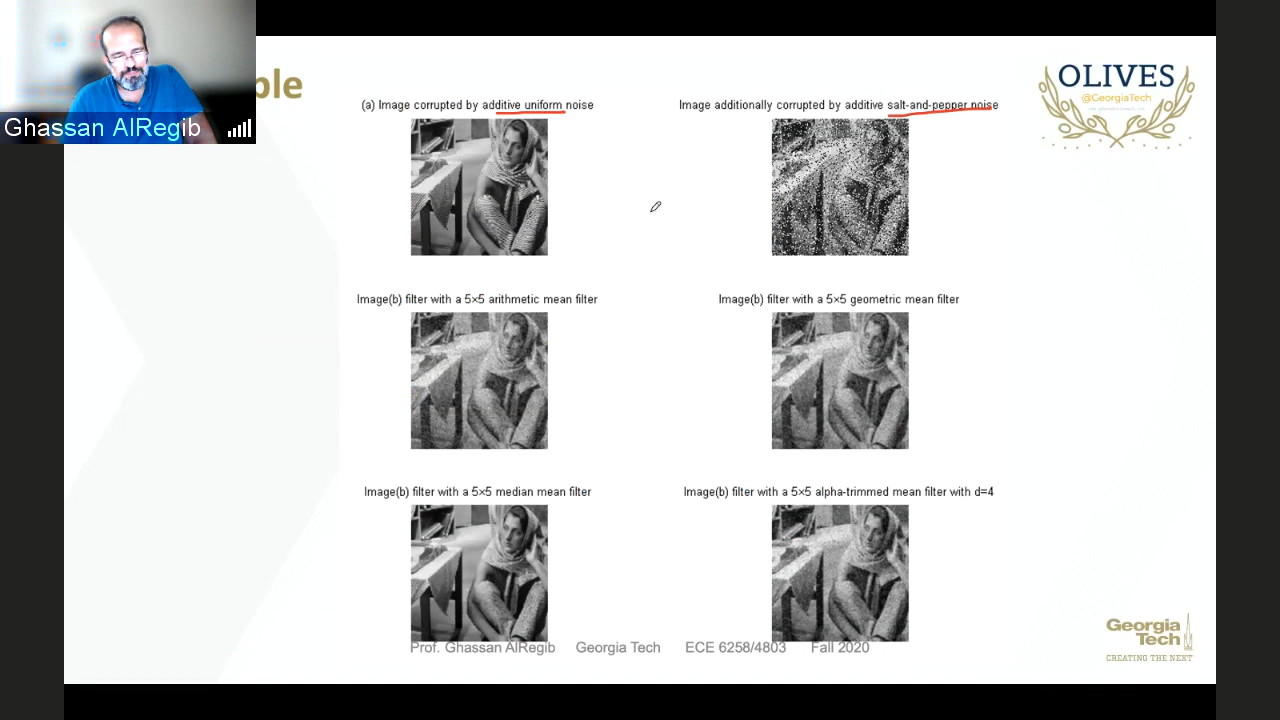 Ghassan AlRegib
ple
OLIVES
@GeorgiaTech
(a) Image corrupted by additive uniform noise
Image additionally corrupted by additive salt-and-pepper noise
Image(b) filter with a 5×5 arithmetic mean filter
Image(b) filter with a 5×5 geometric mean filter
Image(b) filter with a 5×5 median mean filter
Image(b) filter with a 5×5 alpha-trimmed mean filter with d=4
Prof. Ghassan AlRegib Georgia Tech ECE 6258/4803 Fall 2020
Georgia
Tech
CREATING THE NEXT